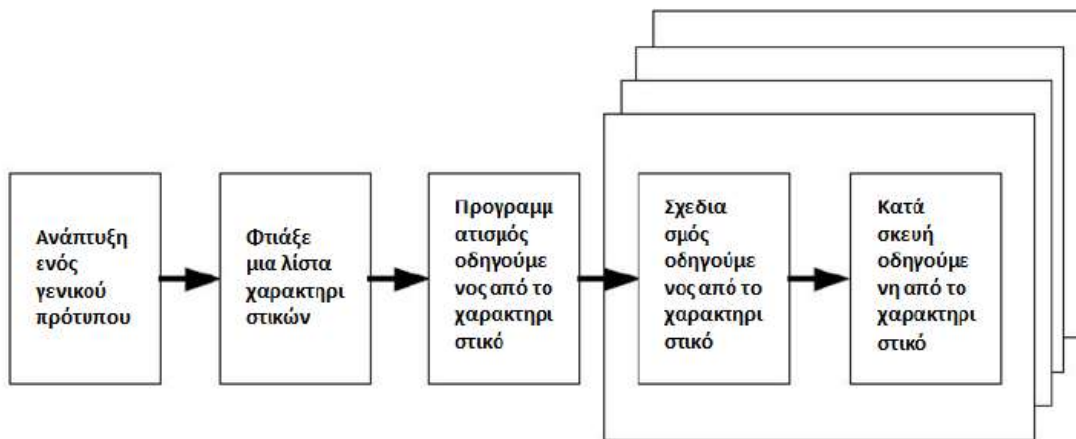 Ανάπτυξη
ενός
γενικού
πρότυπου
Φτιάξε
μια λίστα
χαρακτηρι
στικών
Προγραμμ
ατισμός
οδηγούμε
νος από το
χαρακτηρι
στικό
Σχεδια
σμός
οδηγούμε
νος από το
χαρακτηρι
στικό
Κατά
σκευή
οδηγούμε
νη από το
χαρακτηρι
στικό